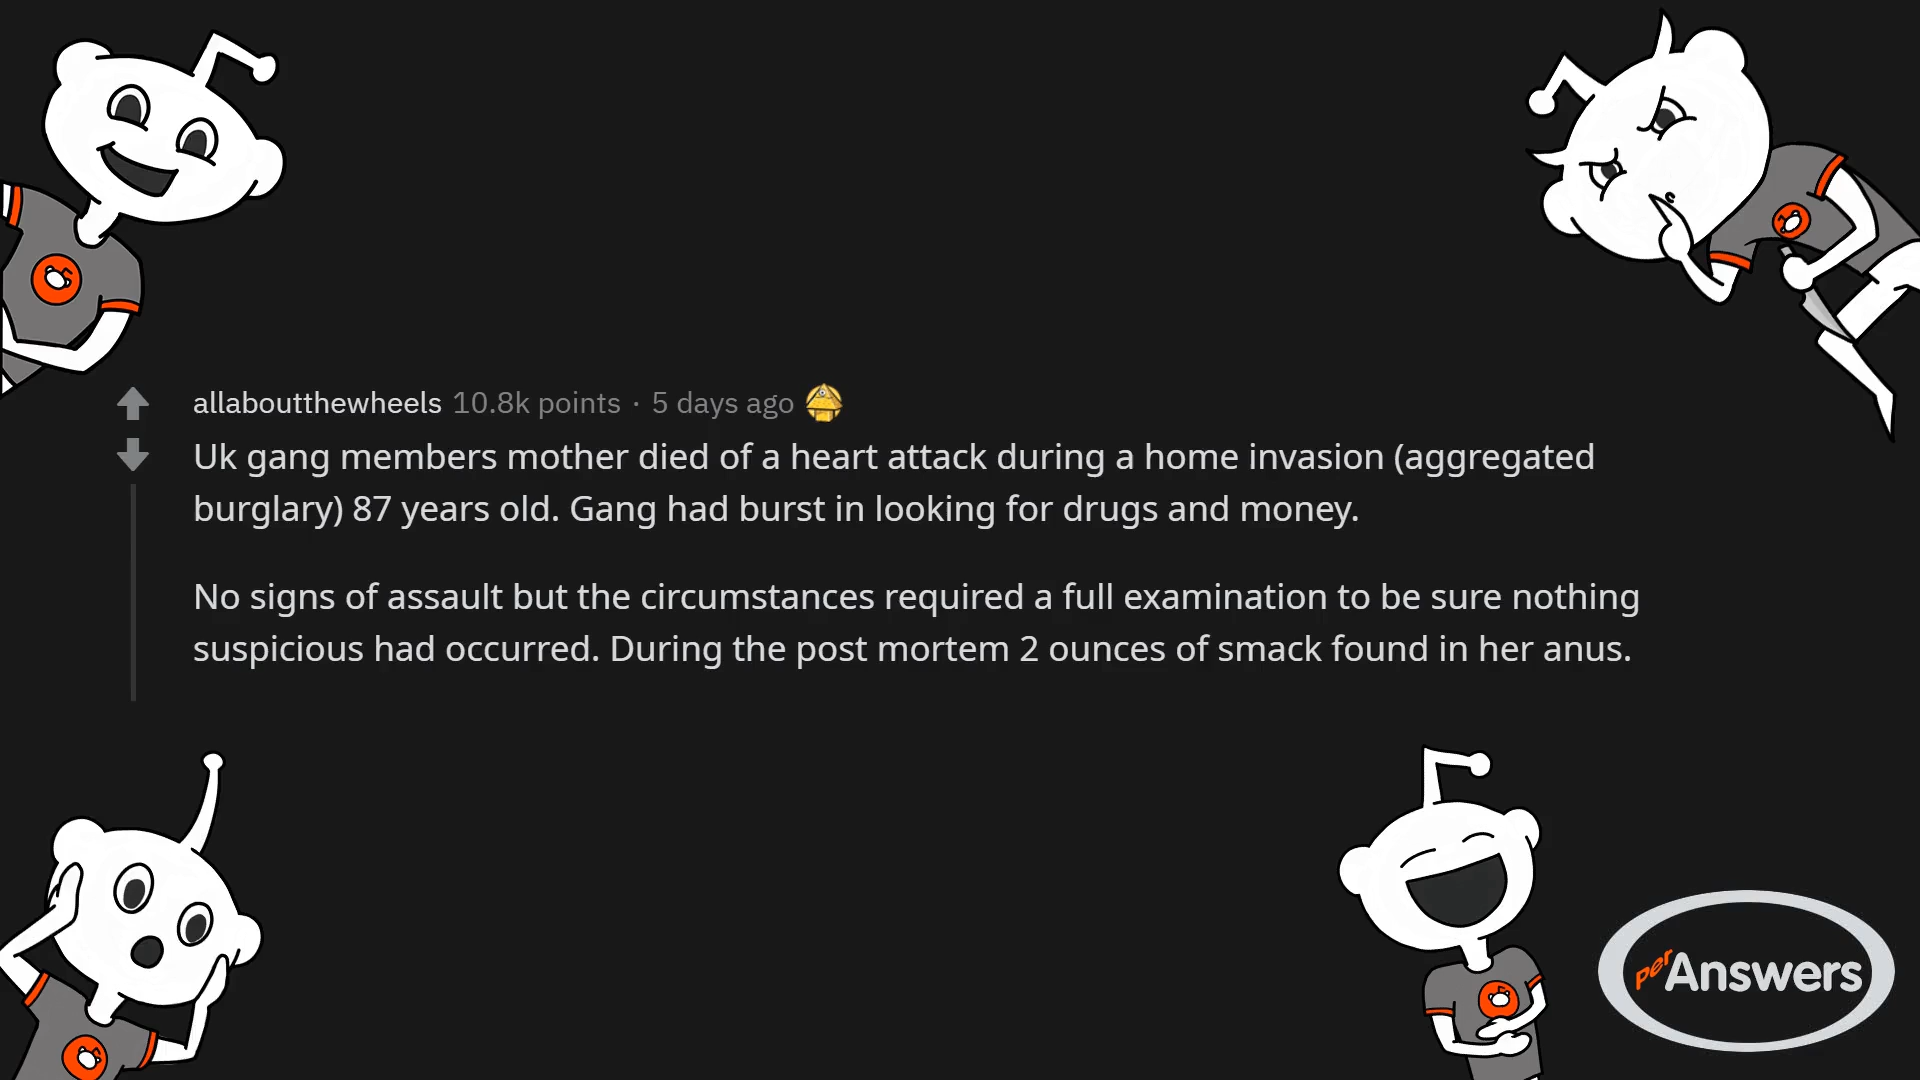 allaboutthewheels 10.8k points · 5 days ago
Uk gang members mother died of a heart attack during a home invasion (aggregated
burglary) 87 years old. Gang had burst in looking for drugs and money.
No signs of assault but the circumstances required a full examination to be sure nothing
suspicious had occurred. During the post mortem 2 ounces of smack found in her anus.
perAnswers